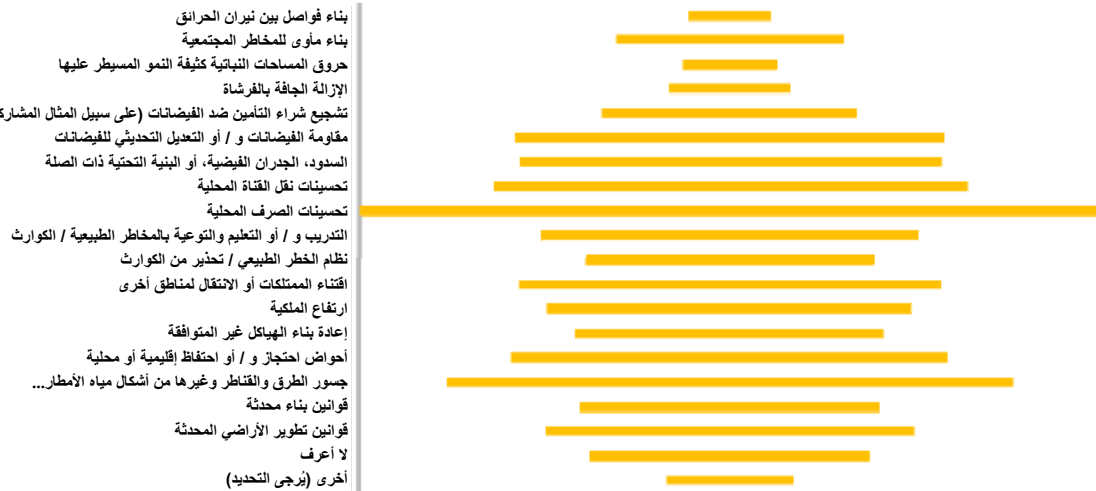 بناء فواصل بين نيران الحرائق
بناء مأوى للمخاطر المجتمعية
حروق المساحات النباتية كثيفة النمو المسيطر عليها
الإزالة الجافة بالفرشاة
تشجيع شراء التأمين ضد الفيضانات (على سبيل المثال المشارك
مقاومة الفيضانات و / أو التعديل التحديثي للفيضانات
السدود، الجدران الفيضية، أو البنية التحتية ذات الصلة
تحسينات نقل القناة المحلية
تحسينات الصرف المحلية
التدريب و / أو التعليم والتوعية بالمخاطر الطبيعية / الكوارث
نظام الخطر الطبيعي / تحذير من الكوارث
اقتناء الممتلكات أو الانتقال لمناطق أخرى
ارتفاع الملكية
إعادة بناء الهياكل غير المتوافقة
أحواض احتجاز و / أو احتفاظ إقليمية أو محلية
جسور الطرق والقناطر وغيرها من أشكال مياه الأمطار...
قوانين بناء محدثة
قوانين تطوير الأراضي المحدثة
لا أعرف
أخرى (يُرجى التحديد)